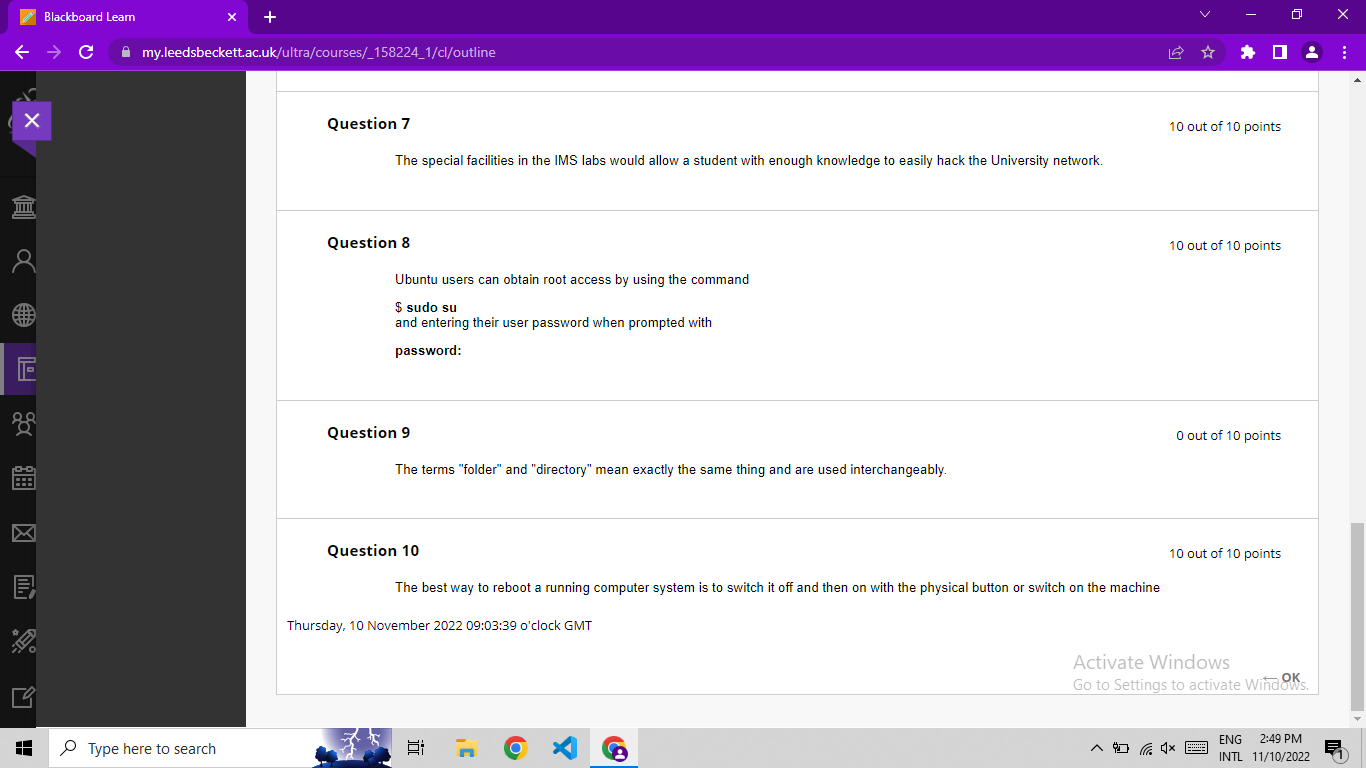 Blackboard Learn
my.leedsbeckett.ac.uk/ultra/courses/_158224_1/cl/outline
Question 7
10 out of 10 points
The special facilities in the IMS labs would allow a student with enough knowledge to easily hack the University network.
Question 8
10 out of 10 points
Ubuntu users can obtain root access by using the command
$ sudo su
and entering their user password when prompted with
password:
Question 9
0 out of 10 points
The terms "folder" and "directory" mean exactly the same thing and are used interchangeably.
Question 10
10 out of 10 points
The best way to reboot a running computer system is to switch it off and then on with the physical button or switch on the machine
Thursday, 10 November 2022 09:03:39 o'clock GMT
Activate Windows
← OK
Go to Settings to activate Windows.
Type here to search
ENG
2:49 PM
INTL
11/10/2022
1